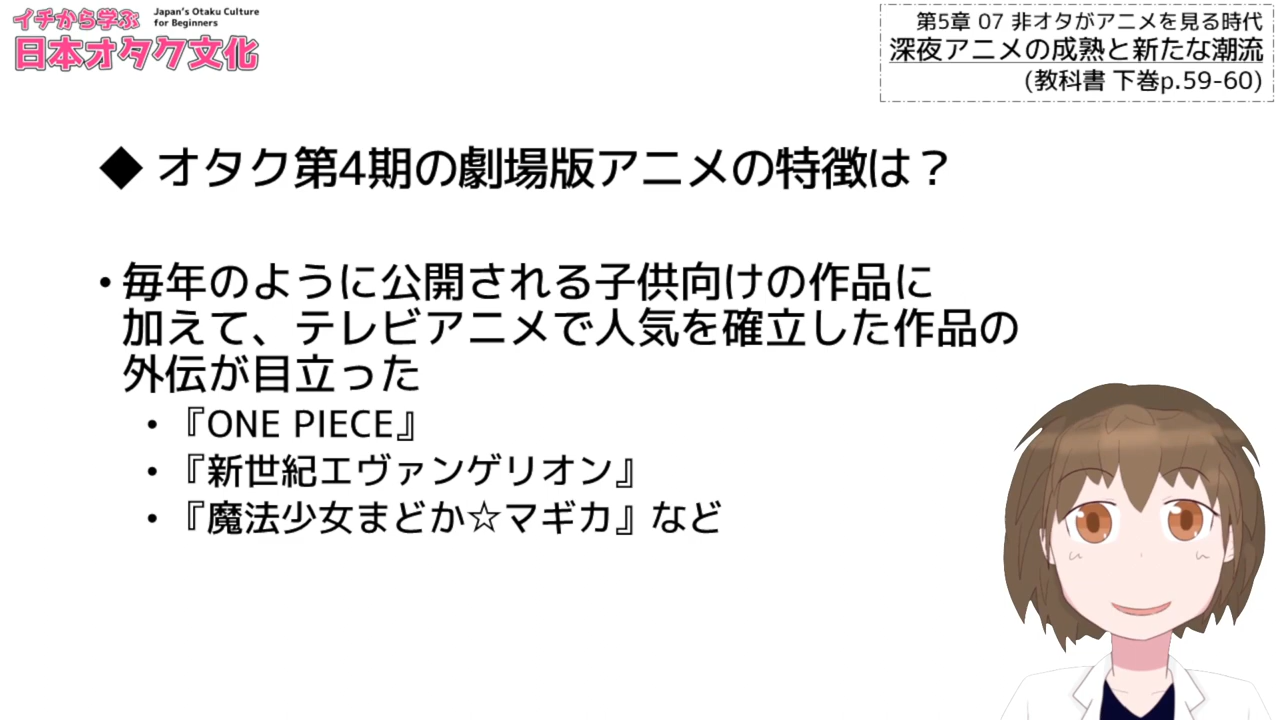 イチから学ぶ
日本オタク文化
Japan's Otaku Culture
for Beginners
第5章 07 非オタがアニメを見る時代
深夜アニメの成熟と新たな潮流
(教科書 下巻p.59-60)
◆ オタク第4期の劇場版アニメの特徴は？
• 毎年のように公開される子供向けの作品に
加えて、テレビアニメで人気を確立した作品の
外伝が目立った
• 『ONE PIECE』
• 『新世紀エヴァンゲリオン』
• 『魔法少女まどか☆マギカ』など